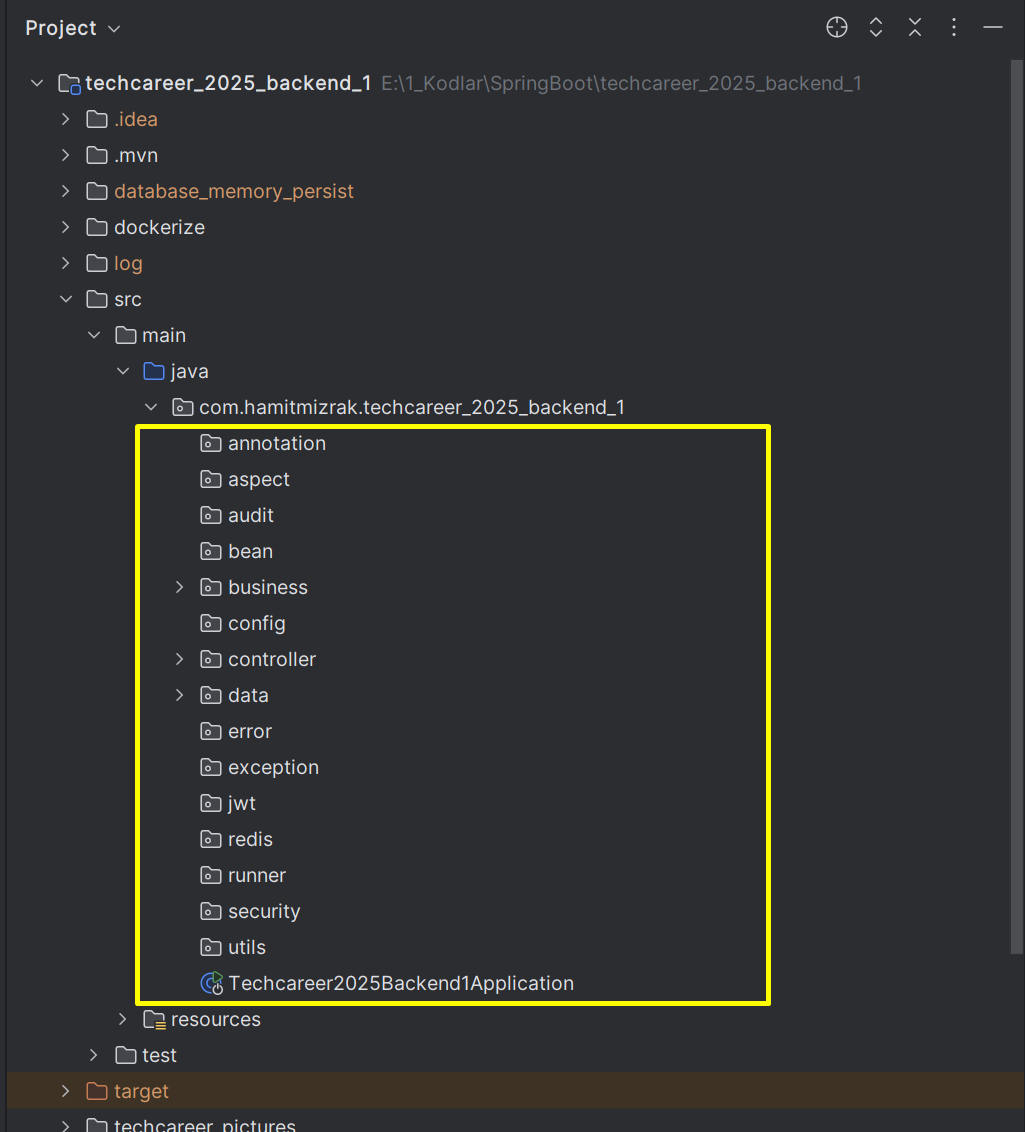 Project
techcareer_2025_backend_1 E:\1_Kodlar\SpringBoot\techcareer_2025_backend_1
.idea
.mvn
database_memory_persist
dockerize
log
src
main
java
com.hamitmizrak.techcareer_2025_backend_1
annotation
aspect
audit
bean
business
config
controller
data
error
exception
jwt
redis
runner
security
utils
Techcareer2025Backend1Application
resources
test
target
techcareer_pictures